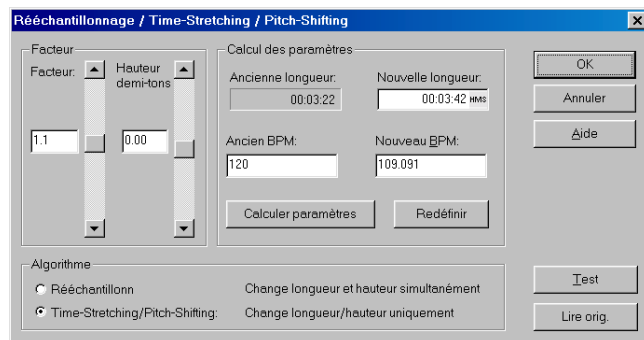 Rééchantillonnage / Time-Stretching / Pitch-Shifting
Facteur
Facteur:
Hauteur
demi-tons
1.1
0.00
Calcul des paramètres
Ancienne longueur:
Nouvelle longueur:
00:03:22
00:03:42 HMS
Ancien BPM:
Nouveau BPM:
120
109.091
Calculer paramètres
Redéfinir
OK
Annuler
Aide
Algorithme
Rééchantillonn
Change longueur et hauteur simultanément
Time-Stretching/Pitch-Shifting:
Change longueur/hauteur uniquement
Test
Lire orig.